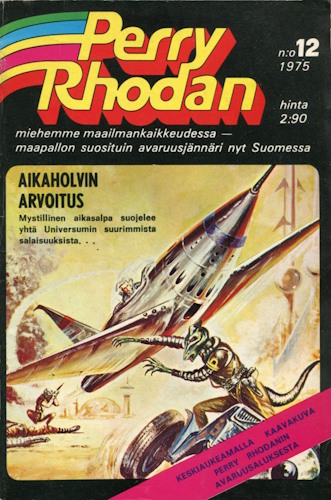 Perry
Rhodan
n:o 12
1975
hinta
2:90
miehemme maailmankaikkeudessa —
maapallon suosituin avaruusjännäri nyt Suomessa
AIKAHOLVIN
ARVOITUS
Mystillinen aikasalpa suojelee
yhtä Universumin suurimmista
salaisuuksista. . .
KESKIAUKEAMALLA KAAVAKUVA
PERRY RHODANIN
AVARUUSALUKSESTA